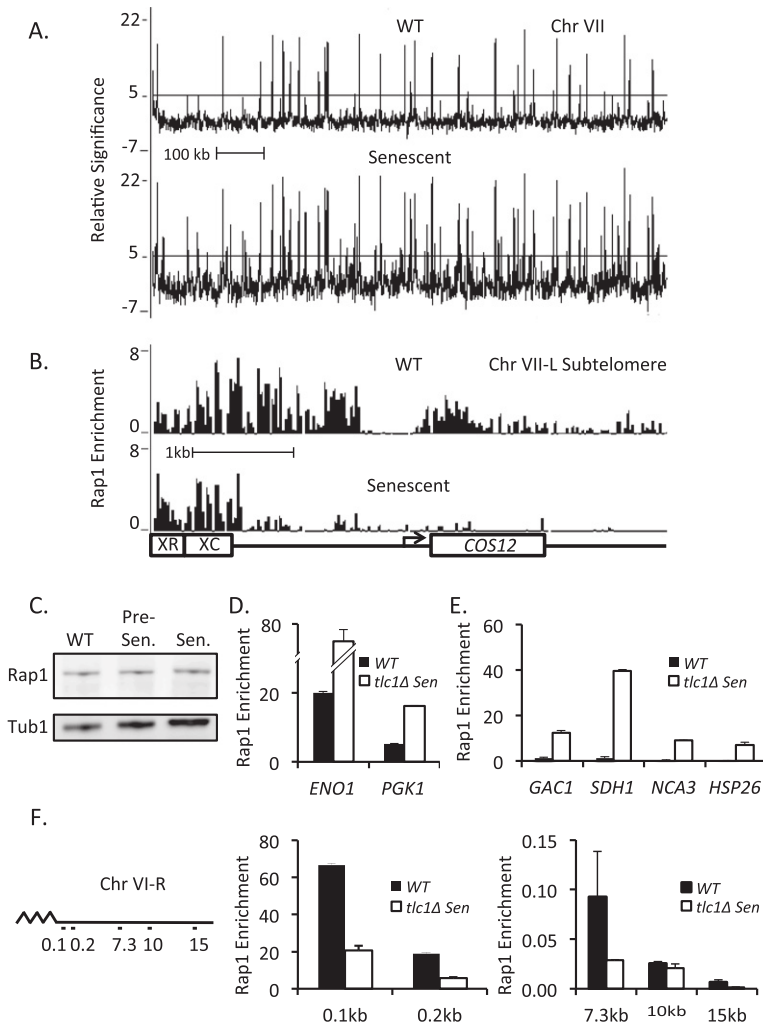 A.
WT
Chr VII
22
5
-7
100 kb
Senescent
22
5
-7
Relative Significance
B.
WT
Chr VII-L Subtelomere
8
0
1kb
Senescent
8
0
Rap1 Enrichment
XR
XC
COS12
C.
WT
Pre-
Sen.
Sen.
Rap1
Tub1
D.
Rap1 Enrichment
80
20
0
WT
tlc1Δ Sen
ENO1
PGK1
E.
Rap1 Enrichment
60
40
20
0
WT
tlc1Δ Sen
GAC1
SDH1
NCA3
HSP26
F.
Chr VI-R
0.1
0.2
7.3
10
15
Rap1 Enrichment
80
60
40
20
0
WT
tlc1Δ Sen
0.1kb
0.2kb
Rap1 Enrichment
0.15
0.10
0.05
0.00
WT
tlc1Δ Sen
7.3kb
10kb
15kb